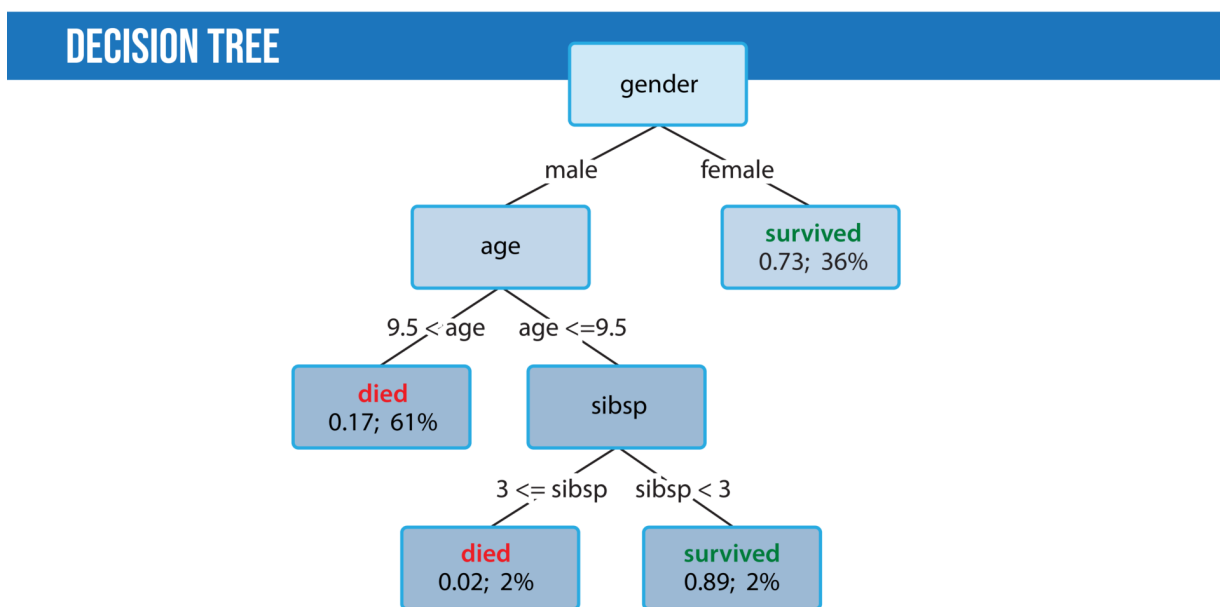 DECISION TREE
gender
male
female
age
survived
0.73; 36%
9.5 < age
age <=9.5
died
0.17; 61%
sibsp
3 <= sibsp
sibsp < 3
died
0.02; 2%
survived
0.89; 2%